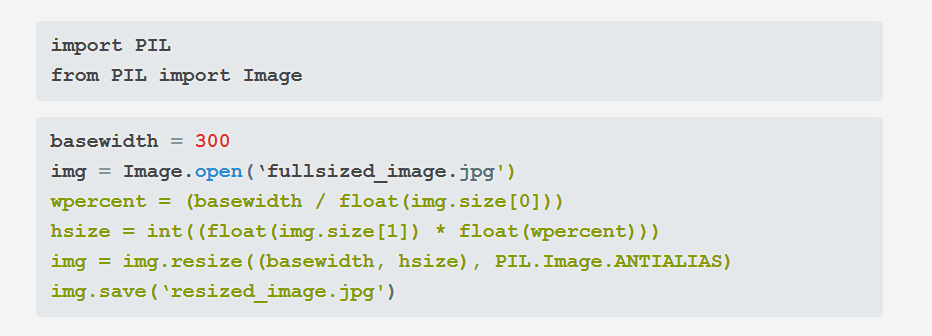 import PIL
from PIL import Image
basewidth = 300
img = Image.open(‛fullsized_image.jpg')
wpercent = (basewidth / float(img.size[0]))
hsize = int((float(img.size[1]) * float(wpercent)))
img = img.resize((basewidth, hsize), PIL.Image.ANTIALIAS)
img.save(‛resized_image.jpg')